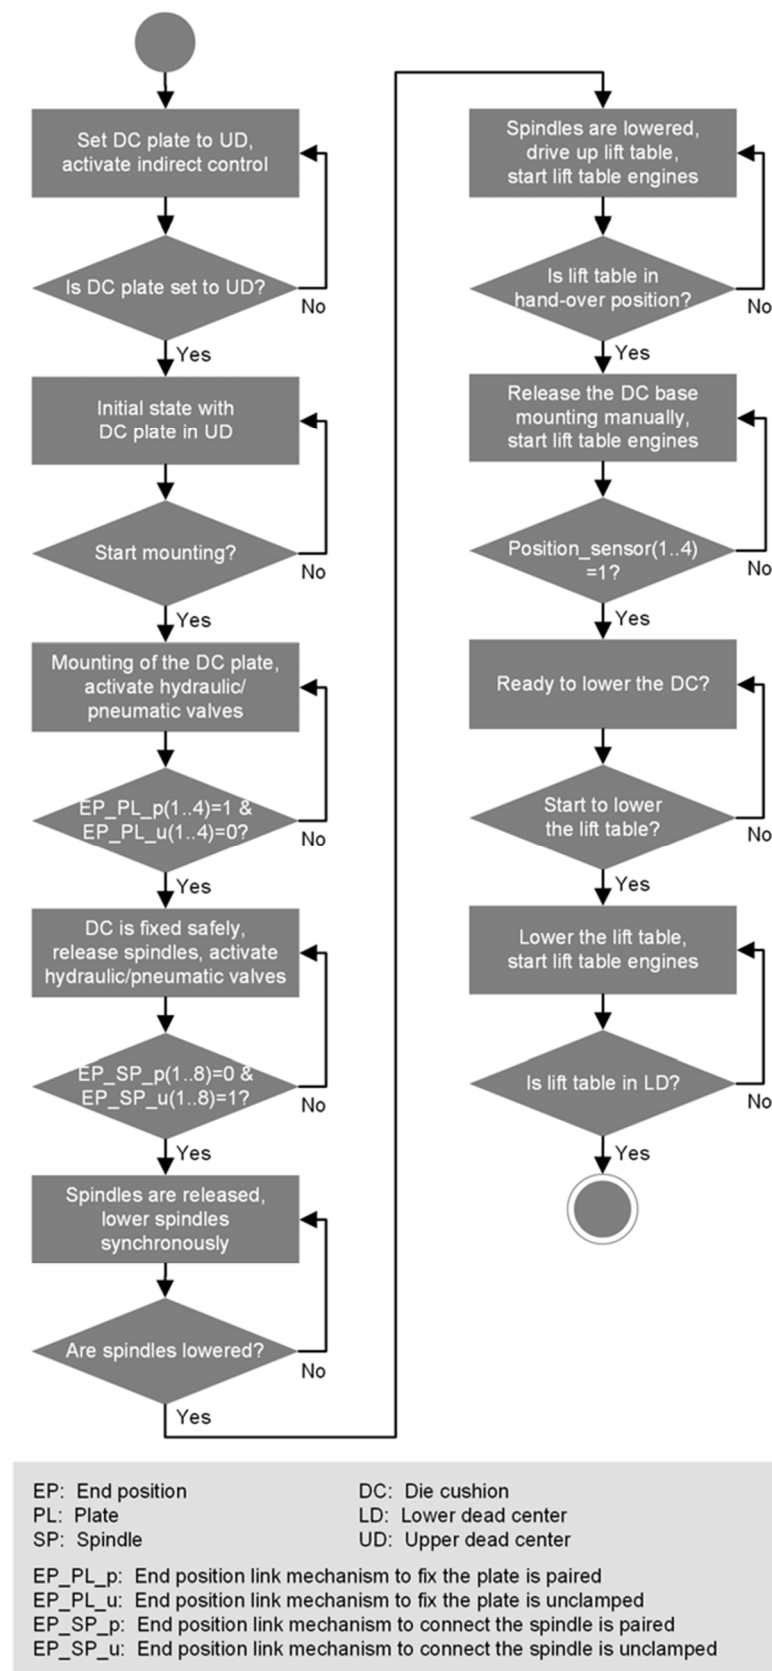 Set DC plate to UD,
activate indirect control
Is DC plate set to UD?
No
Yes
Initial state with
DC plate in UD
Start mounting?
No
Yes
Mounting of the DC plate,
activate hydraulic/
pneumatic valves
EP_PL_p(1..4)=1 &
EP_PL_u(1..4)=0?
No
Yes
DC is fixed safely,
release spindles, activate
hydraulic/pneumatic valves
EP_SP_p(1..8)=0 &
EP_SP_u(1..8)=1?
No
Yes
Spindles are released,
lower spindles
synchronously
Are spindles lowered?
No
Yes
Spindles are lowered,
drive up lift table,
start lift table engines
Is lift table in
hand-over position?
No
Yes
Release the DC base
mounting manually,
start lift table engines
Position_sensor(1..4)
=1?
No
Yes
Ready to lower the DC?
Start to lower
the lift table?
No
Yes
Lower the lift table,
start lift table engines
Is lift table in LD?
No
Yes
EP: End position
PL: Plate
SP: Spindle
DC: Die cushion
LD: Lower dead center
UD: Upper dead center
EP_PL_p: End position link mechanism to fix the plate is paired
EP_PL_u: End position link mechanism to fix the plate is unclamped
EP_SP_p: End position link mechanism to connect the spindle is paired
EP_SP_u: End position link mechanism to connect the spindle is unclamped